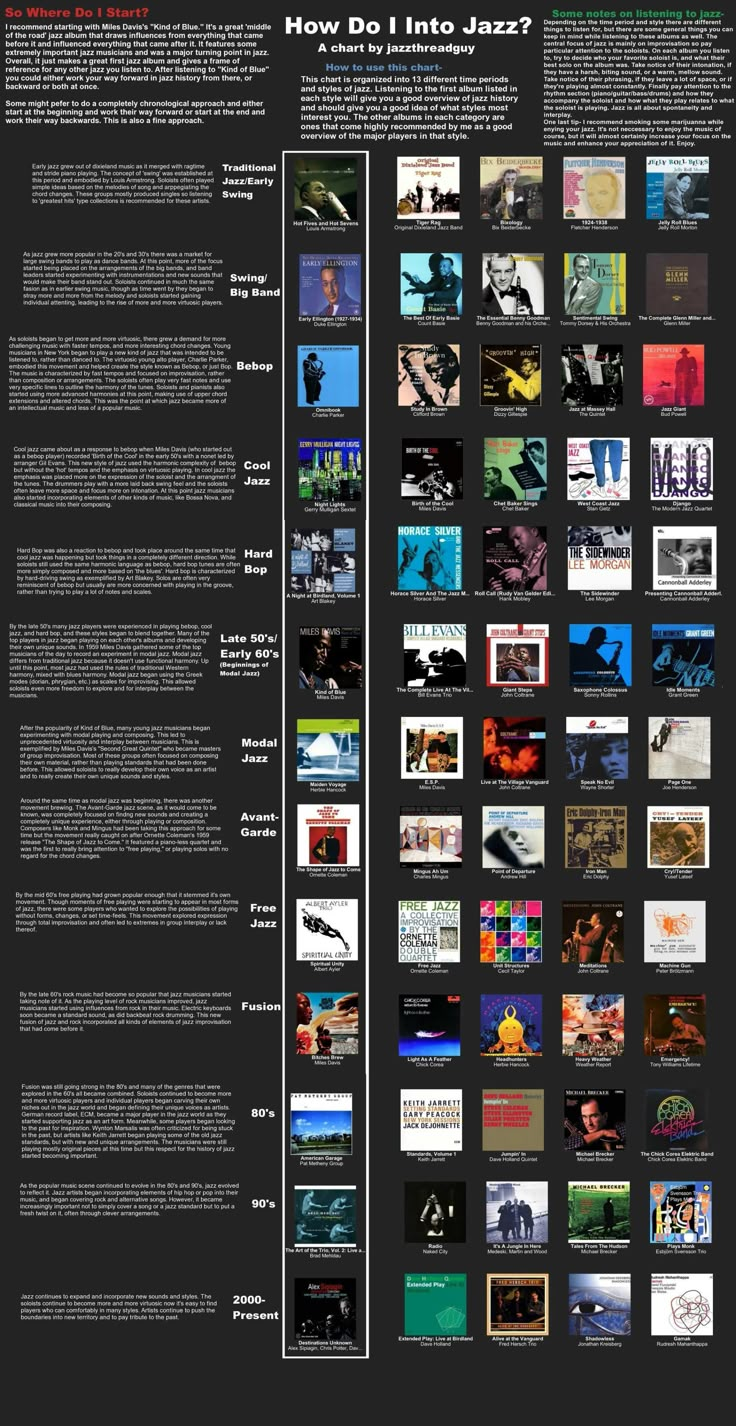 So Where Do I Start?
I recommend starting with Miles Davis's "Kind of Blue." It's a great 'middle
of the road' jazz album that draws influences from everything that came
before it and influenced everything that came after it. It features some
extremely important jazz musicians and was a major turning point in jazz.
Overall, it just makes a great first jazz album and gives a frame of
reference for any other jazz you listen to. After listening to "Kind of Blue"
you could either work your way forward in jazz history from there, or
backward or both at once.
Some might pefer to do a completely chronological approach and either
start at the beginning and work their way forward or start at the end and
work their way backwards. This is also a fine approach.
How Do I Into Jazz?
A chart by jazzthreadguy
How to use this chart-
This chart is organized into 13 different time periods
and styles of jazz. Listening to the first album listed in
each style will give you a good overview of jazz history
and should give you a good idea of what styles most
interest you. The other albums in each category are
ones that come highly recommended by me as a good
overview of the major players in that style.
Some notes on listening to jazz-
Depending on the time period and style there are different
things to listen for, but there are some general things you can
keep in mind while listening to these albums as well. The
central focus of jazz is mainly on improvisation so pay
particular attention to the soloists. On each album you listen
to, try to decide who your favorite soloist is, and what their
best solo on the album was. Take notice of their intonation, if
they have a harsh, biting sound, or a warm, mellow sound.
Take notice of their phrasing, if they leave a lot of space, or if
they're playing almost constantly. Finally pay attention to the
rhythm section (piano/guitar/bass/drums) and how they
accompany the soloist and how what they play relates to what
the soloist is playing. Jazz is all about spontaneity and
interplay.
One last tip- I recommend smoking some marijuanna while
enying your jazz. It's not neccessary to enjoy the music of
course, but it will almost certainly increase your focus on the
music and enhance your appreciation of it. Enjoy.
Early jazz grew out of dixieland music as it merged with ragtime
and stride piano playing. The concept of 'swing' was established at
this period and embodied by Louis Armstrong. Soloists often played
simple ideas based on the melodies of song and arpeggiating the
chord changes. These groups mostly produced singles so listening
to 'greatest hits' type collections is recommended for these artists.
Traditional
Jazz/Early
Swing
Hot Fives and Hot Sevens
Louis Armstrong
Tiger Rag
Original Dixieland Jazz Band
Bixology
Bix Beiderbecke
1924-1938
Fletcher Henderson
Jelly Roll Blues
Jelly Roll Morton
As jazz grew more popular in the 20's and 30's there was a market for
large swing bands to play as dance bands. At this point, more of the focus
started being placed on the arrangements of the big bands, and band
leaders started experimenting with instrumentations and new sounds that
would make their band stand out. Soloists continued in much the same
fasion as in earlier swing music, though as time went by they began to
stray more and more from the melody and soloists started gaining
individual attenting, leading to the rise of more and more virtuosic players.
Swing/
Big Band
Early Ellington (1927-1934)
Duke Ellington
The Best Of Early Basie
Count Basie
The Essential Benny Goodman
Benny Goodman and his Orche...
Sentimental Swing
Tommy Dorsey & His Orchestra
The Complete Glenn Miller and...
Glenn Miller
As soloists began to get more and more virtuosic, there grew a demand for more
challenging music with faster tempos, and more interesting chord changes. Young
musicians in New York began to play a new kind of jazz that was intended to be
listened to, rather than danced to. The virtuosic young alto player, Charlie Parker,
embodied this movement and helped create the style known as Bebop, or just Bop. The
music is characterized by fast tempos and focused on improvisation, rather
than composition or arrangements. The soloists often play very fast notes and use
very specific lines to outline the harmony of the tunes. Soloists and pianists also
started using more advanced harmonies at this point, making use of upper chord
extensions and altered chords. This was the point at which jazz became more of
an intellectual music and less of a popular music.
Bebop
Omnibook
Charlie Parker
Study In Brown
Clifford Brown
Groovin' High
Dizzy Gillespie
Jazz at Massey Hall
The Quintet
Jazz Giant
Bud Powell
Cool jazz came about as a response to bebop when Miles Davis (who started out
as a bebop player) recorded 'Birth of the Cool' in the early 50's with a nonet led by
arranger Gil Evans. This new style of jazz used the harmonic complexity of bebop
but without the 'hot' tempos and the emphasis on virtuosic playing. In cool jazz the
emphasis was placed more on the expression of the soloist and the arrangment of
the tunes. The drummers play with a more laid back swing feel and the soloists
often leave more space and focus more on intonation. At this point jazz musicians
also started incorporating elements of other kinds of music, like Bossa Nova, and
classical music into their composing.
Cool
Jazz
Night Lights
Gerry Mulligan Sextet
Birth of the Cool
Miles Davis
Chet Baker Sings
Chet Baker
West Coast Jazz
Stan Getz
Django
The Modern Jazz Quartet
Hard Bop was also a reaction to bebop and took place around the same time that
cool jazz was happening but took things in a completely different direction. While
soloists still used the same harmonic language as bebop, hard bop tunes are often
more simply composed and more based on 'the blues'. Hard bop is characterized
by hard-driving swing as exemplified by Art Blakey. Solos are often very
reminiscent of bebop but usually are more concerned with playing in the groove,
rather than trying to play a lot of notes and scales.
Hard
Bop
A Night at Birdland, Volume 1
Art Blakey
Horace Silver And The Jazz M...
Horace Silver
Roll Call (Rudy Van Gelder Edi...
Hank Mobley
The Sidewinder
Lee Morgan
Presenting Cannonball Adderl.
Cannonball Adderley
By the late 50's many jazz players were experienced in playing bebop, cool
jazz, and hard bop, and these styles began to blend together. Many of the
top players in jazz began playing on each other's albums and developing
their own unique sounds. In 1959 Miles Davis gathered some of the top
musicians of the day to record an experiment in modal jazz. Modal jazz
differs from traditional jazz because it doesn't use functional harmony. Up
until this point, most jazz had used the rules of traditional Western
harmony, mixed with blues harmony. Modal jazz began using the Greek
modes (dorian, phrygian, etc.) as scales for improvising. This allowed
soloists even more freedom to explore and for interplay between the
musicians.
Late 50's/
Early 60's
(Beginnings of
Modal Jazz)
Kind of Blue
Miles Davis
The Complete Live At The Vil...
Bill Evans Trio
Giant Steps
John Coltrane
Saxophone Colossus
Sonny Rollins
Idle Moments
Grant Green
After the popularity of Kind of Blue, many young jazz musicians began
experimenting with modal playing and composing. This led to
unprecedented virtuosity and interplay between musicians. This is
exemplified by Miles Davis's "Second Great Quintet" who became masters
of group improvisation. Most of these groups often focused on composing
their own material, rather than playing standards that had been done
before. This allowed soloists to really develop their own voice as an artist
and to really create their own unique sounds and styles.
Modal
Jazz
Maiden Voyage
Herbie Hancock
E.S.P.
Miles Davis
Live at The Village Vanguard
John Coltrane
Speak No Evil
Wayne Shorter
Page One
Joe Henderson
Around the same time as modal jazz was beginning, there was another
movement brewing. The Avant-Garde jazz scene, as it would come to be
known, was completely focused on finding new sounds and creating a
completely unique experience, either through playing or composition.
Composers like Monk and Mingus had been taking this approach for some
time but the movement really caught on after Ornette Coleman's 1959
release "The Shape of Jazz to Come." It featured a piano-less quartet and
was the first to really bring attention to "free playing," or playing solos with no
regard for the chord changes.
Avant-
Garde
The Shape of Jazz to Come
Ornette Coleman
Mingus Ah Um
Charles Mingus
Point of Departure
Andrew Hill
Iron Man
Eric Dolphy
Cry!/Tender
Yusef Lateef
By the mid 60's free playing had grown popular enough that it stemmed it's own
movement. Though moments of free playing were starting to appear in most forms
of jazz, there were some players who wanted to explore the possibilities of playing
without forms, changes, or set time-feels. This movement explored expression
through total improvisation and often led to extremes in group interplay or lack
thereof.
Free
Jazz
Spiritual Unity
Albert Ayler
Free Jazz
Ornette Coleman
Unit Structures
Cecil Taylor
Meditations
John Coltrane
Machine Gun
Peter Brötzmann
By the late 60's rock music had become so popular that jazz musicians started
taking note of it. As the playing level of rock musicians improved, jazz
musicians started using influences from rock in their music. Electric keyboards
soon became a standard sound, as did backbeat rock drumming. This new
fusion of jazz and rock incorporated all kinds of elements of jazz improvisation
that had come before it.
Fusion
Bitches Brew
Miles Davis
Light As A Feather
Chick Corea
Headhunters
Herbie Hancock
Heavy Weather
Weather Report
Emergency!
Tony Williams Lifetime
Fusion was still going strong in the 80's and many of the genres that were
explored in the 60's all became combined. Soloists continued to become more
and more virtuosic players and individual players began carving their own
niches out in the jazz world and began defining their unique voices as artists.
German record label, ECM, became a major player in the jazz world as they
started supporting jazz as an art form. Meanwhile, some players began looking
to the past for inspiration. Wynton Marsalis was often criticized for being stuck
in the past, but artists like Keith Jarrett began playing some of the old jazz
standards, but with new and unique arrangements. The musicians were still
playing mostly original pieces at this time but this respect for the history of jazz
started becoming important.
80's
American Garage
Pat Metheny Group
Standards, Volume 1
Keith Jarrett
Jumpin' In
Dave Holland Quintet
Michael Brecker
Michael Brecker
The Chick Corea Elektric Band
Chick Corea Elektric Band
As the popular music scene continued to evolve in the 80's and 90's, jazz evolved
to reflect it. Jazz artists began incorporating elements of hip hop or pop into their
music, and began covering rock and alternative songs. However, it became
increasingly important not to simply cover a song or a jazz standard but to put a
fresh twist on it, often through clever arrangements.
90's
The Art of the Trio, Vol. 2: Live a...
Brad Mehldau
Radio
Naked City
It's A Jungle In Here
Medeski, Martin and Wood
Tales From The Hudson
Michael Brecker
Plays Monk
Esbjörn Svensson Trio
Jazz continues to expand and incorporate new sounds and styles. The
soloists continue to become more and more virtuosic now it's easy to find
players who can comfortably in many styles. Artists continue to push the
boundaries into new territory and to pay tribute to the past.
2000-
Present
Destinations Unknown
Alex Sipiagin, Chris Potter, Dav...
Extended Play: Live at Birdland
Dave Holland
Alive at the Vanguard
Fred Hersch Trio
Shadowless
Jonathan Kreisberg
Gamak
Rudresh Mahanthappa